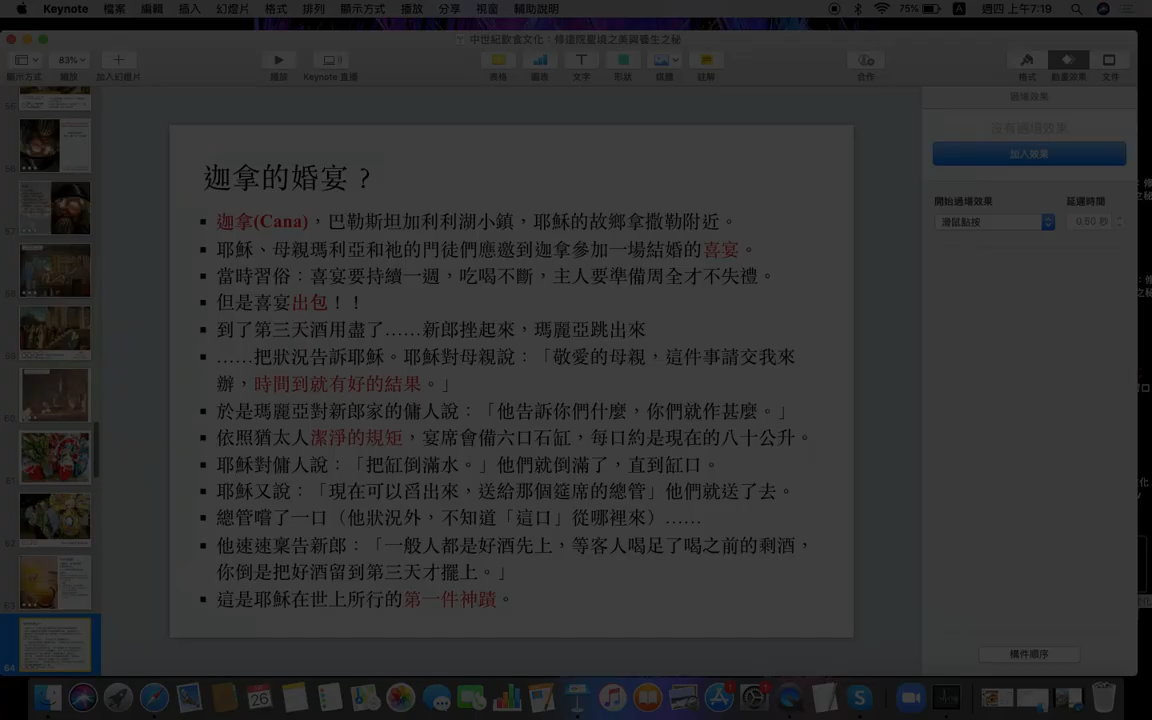 Keynote 檔案 編輯 插入 幻燈片 格式 排列 顯示方式 播放 分享 視窗 輔助說明
75% A 週四 上午7:19
中世紀飲食文化：修道院聖境之美與養生之秘
83%
顯示方式 縮放 加入幻燈片 播放 Keynote 直播 表格 圖表 文字 形狀 媒體 註解 合作 格式 動畫效果 文件
過場效果
沒有過場效果
加入效果
開始過場效果 延遲時間
滑鼠點按 0.50 秒
迦拿的婚宴？
▪ 迦拿(Cana)，巴勒斯坦加利利湖小鎮，耶穌的故鄉拿撒勒附近。
▪ 耶穌、母親瑪利亞和祂的門徒們應邀到迦拿參加一場結婚的喜宴。
▪ 當時習俗：喜宴要持續一週，吃喝不斷，主人要準備周全才不失禮。
▪ 但是喜宴出包！！
▪ 到了第三天酒用盡了……新郎挫起來，瑪麗亞跳出來
▪ ……把狀況告訴耶穌。耶穌對母親說：「敬愛的母親，這件事請交我來
辦，時間到就有好的結果。」
▪ 於是瑪麗亞對新郎家的傭人說：「他告訴你們什麼，你們就作甚麼。」
▪ 依照猶太人潔淨的規矩，宴席會備六口石缸，每口約是現在的八十公升。
▪ 耶穌對傭人說：「把缸倒滿水。」他們就倒滿了，直到缸口。
▪ 耶穌又說：「現在可以舀出來，送給那個筵席的總管」他們就送了去。
▪ 總管嚐了一口（他狀況外，不知道「這口」從哪裡來）……
▪ 他速速稟告新郎：「一般人都是好酒先上，等客人喝足了喝之前的剩酒，
你倒是把好酒留到第三天才擺上。」
▪ 這是耶穌在世上所行的第一件神蹟。
57
58
59
60
61
62
63
64
構件順序
26